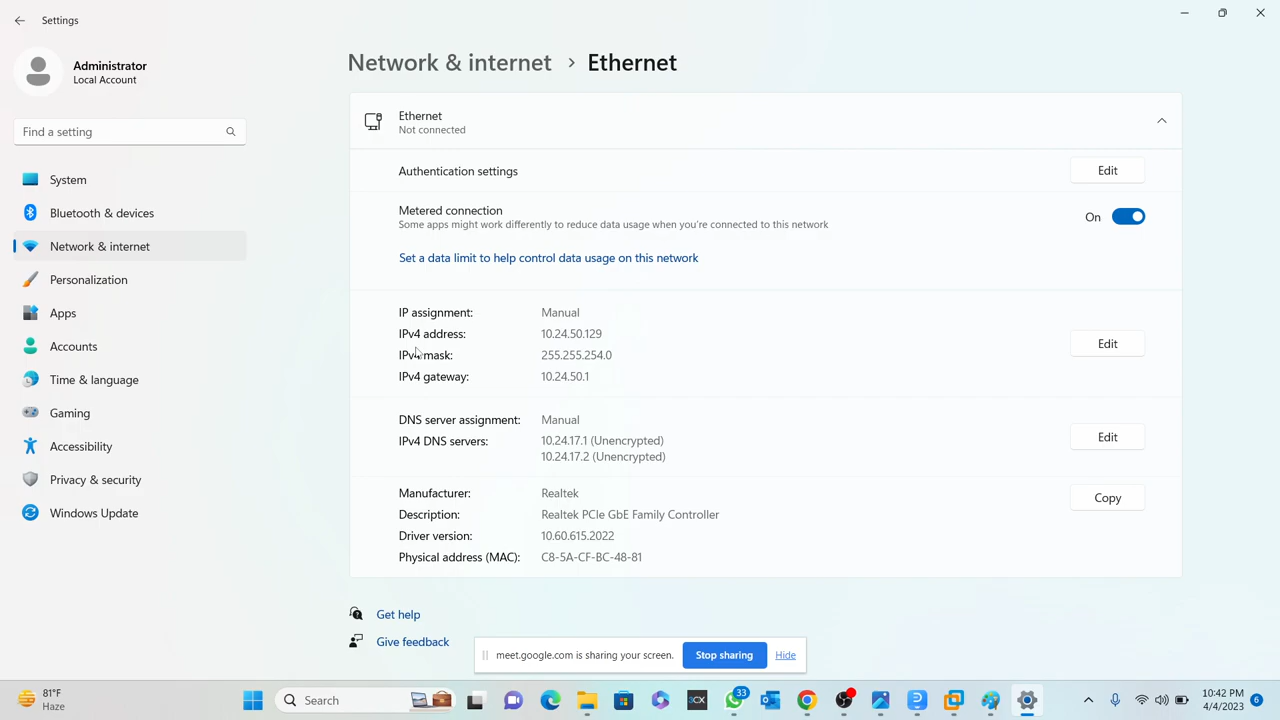 Settings
Administrator
Local Account
Find a setting
System
Bluetooth & devices
Network & internet
Personalization
Apps
Accounts
Time & language
Gaming
Accessibility
Privacy & security
Windows Update
Network & internet › Ethernet
Ethernet
Not connected
Authentication settings
Edit
Metered connection
Some apps might work differently to reduce data usage when you're connected to this network
On
Set a data limit to help control data usage on this network
IP assignment: Manual
IPv4 address: 10.24.50.129
IPv4 mask: 255.255.254.0
IPv4 gateway: 10.24.50.1
Edit
DNS server assignment: Manual
IPv4 DNS servers: 10.24.17.1 (Unencrypted)
10.24.17.2 (Unencrypted)
Edit
Manufacturer: Realtek
Description: Realtek PCIe GbE Family Controller
Driver version: 10.60.615.2022
Physical address (MAC): C8-5A-CF-BC-48-81
Copy
Get help
Give feedback
meet.google.com is sharing your screen. Stop sharing Hide
81°F
Haze
Search
3CX
33
10:42 PM
4/4/2023
6